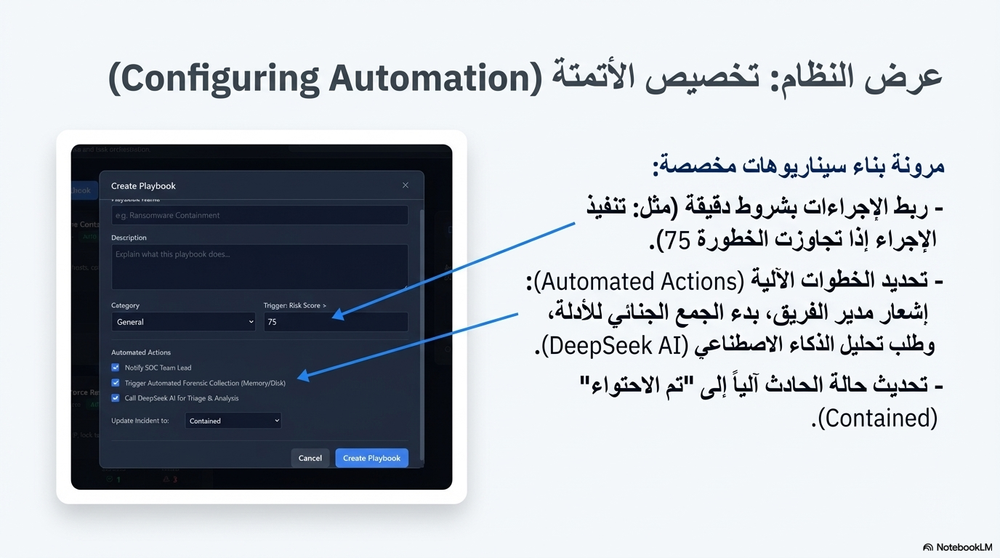 عرض النظام: تخصيص الأتمتة (Configuring Automation)
مرونة بناء سيناريوهات مخصصة:
- ربط الإجراءات بشروط دقيقة (مثل: تنفيذ
الإجراء إذا تجاوزت الخطورة 75).
- تحديد الخطوات الآلية (Automated Actions):
إشعار مدير الفريق، بدء الجمع الجنائي للأدلة،
وطلب تحليل الذكاء الاصطناعي (DeepSeek AI).
- تحديث حالة الحادث آلياً إلى "تم الاحتواء"
(Contained).
Create Playbook
Playbook Name
e.g. Ransomware Containment
Description
Explain what this playbook does...
Category
Trigger: Risk Score >
General
75
Automated Actions
Notify SOC Team Lead
Trigger Automated Forensic Collection (Memory/Disk)
Call DeepSeek AI for Triage & Analysis
Update Incident to:
Contained
Cancel
Create Playbook
1
3
NotebookLM